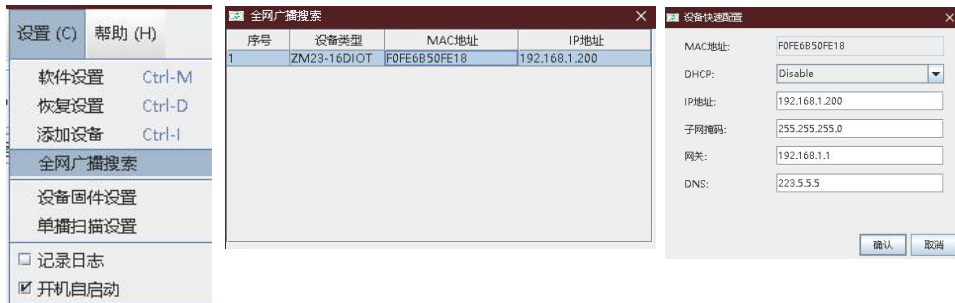 设置 (C) 帮助 (H)
软件设置 Ctrl-M
恢复设置 Ctrl-D
添加设备 Ctrl-I
全网广播搜索
设备固件设置
单播扫描设置
记录日志
开机自启动
全网广播搜索
序号 设备类型 MAC地址 IP地址
1 ZM23-16DIOT F0FE6B50FE18 192.168.1.200
设备快速配置
MAC地址: F0FE6B50FE18
DHCP: Disable
IP地址: 192.168.1.200
子网掩码: 255.255.255.0
网关: 192.168.1.1
DNS: 223.5.5.5
确认 取消